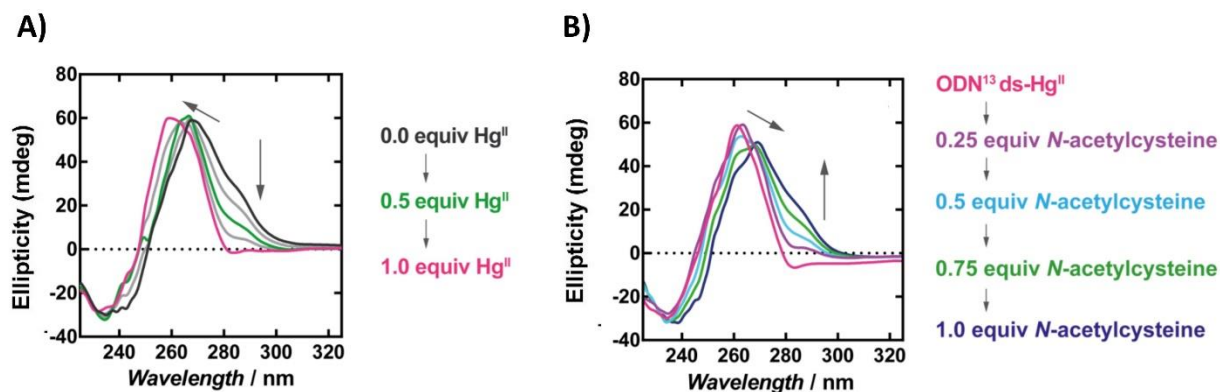 A)
B)
80
60
40
20
0
-20
-40
240 260 280 300 320
Ellipticity (mdeg)
Wavelength / nm
0.0 equiv Hgᴵᴵ
0.5 equiv Hgᴵᴵ
1.0 equiv Hgᴵᴵ
80
60
40
20
0
-20
-40
240 260 280 300 320
Ellipticity (mdeg)
Wavelength / nm
ODN¹³ ds-Hgᴵᴵ
0.25 equiv N-acetylcysteine
0.5 equiv N-acetylcysteine
0.75 equiv N-acetylcysteine
1.0 equiv N-acetylcysteine